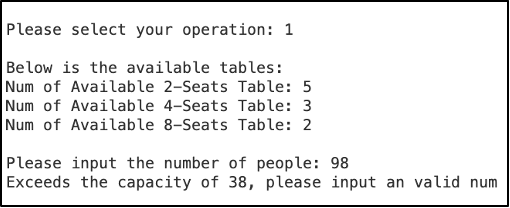 Please select your operation: 1
Below is the available tables:
Num of Available 2-Seats Table: 5
Num of Available 4-Seats Table: 3
Num of Available 8-Seats Table: 2
Please input the number of people: 98
Exceeds the capacity of 38, please input an valid num